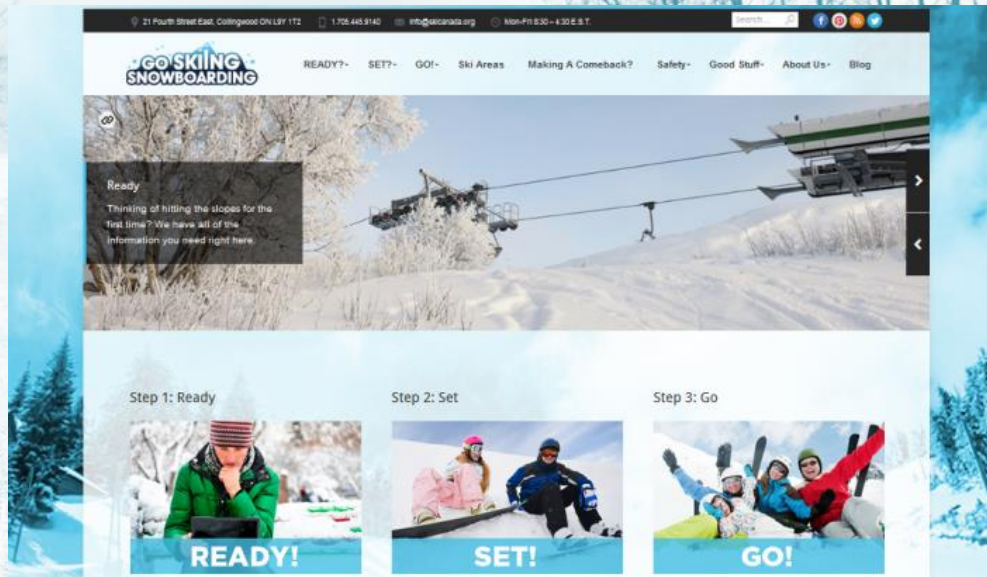 21 Fourth Street East, Collingwood ON L9Y 1T2 1.705.445.9140 info@skicanada.org Mon-Fri 8:30 – 4:30 E.S.T. Search...
GO SKIING
SNOWBOARDING
READY? SET? GO! Ski Areas Making A Comeback? Safety Good Stuff About Us Blog
Ready
Thinking of hitting the slopes for the
first time? We have all of the
information you need right here.
Step 1: Ready
Step 2: Set
Step 3: Go
READY!
SET!
GO!